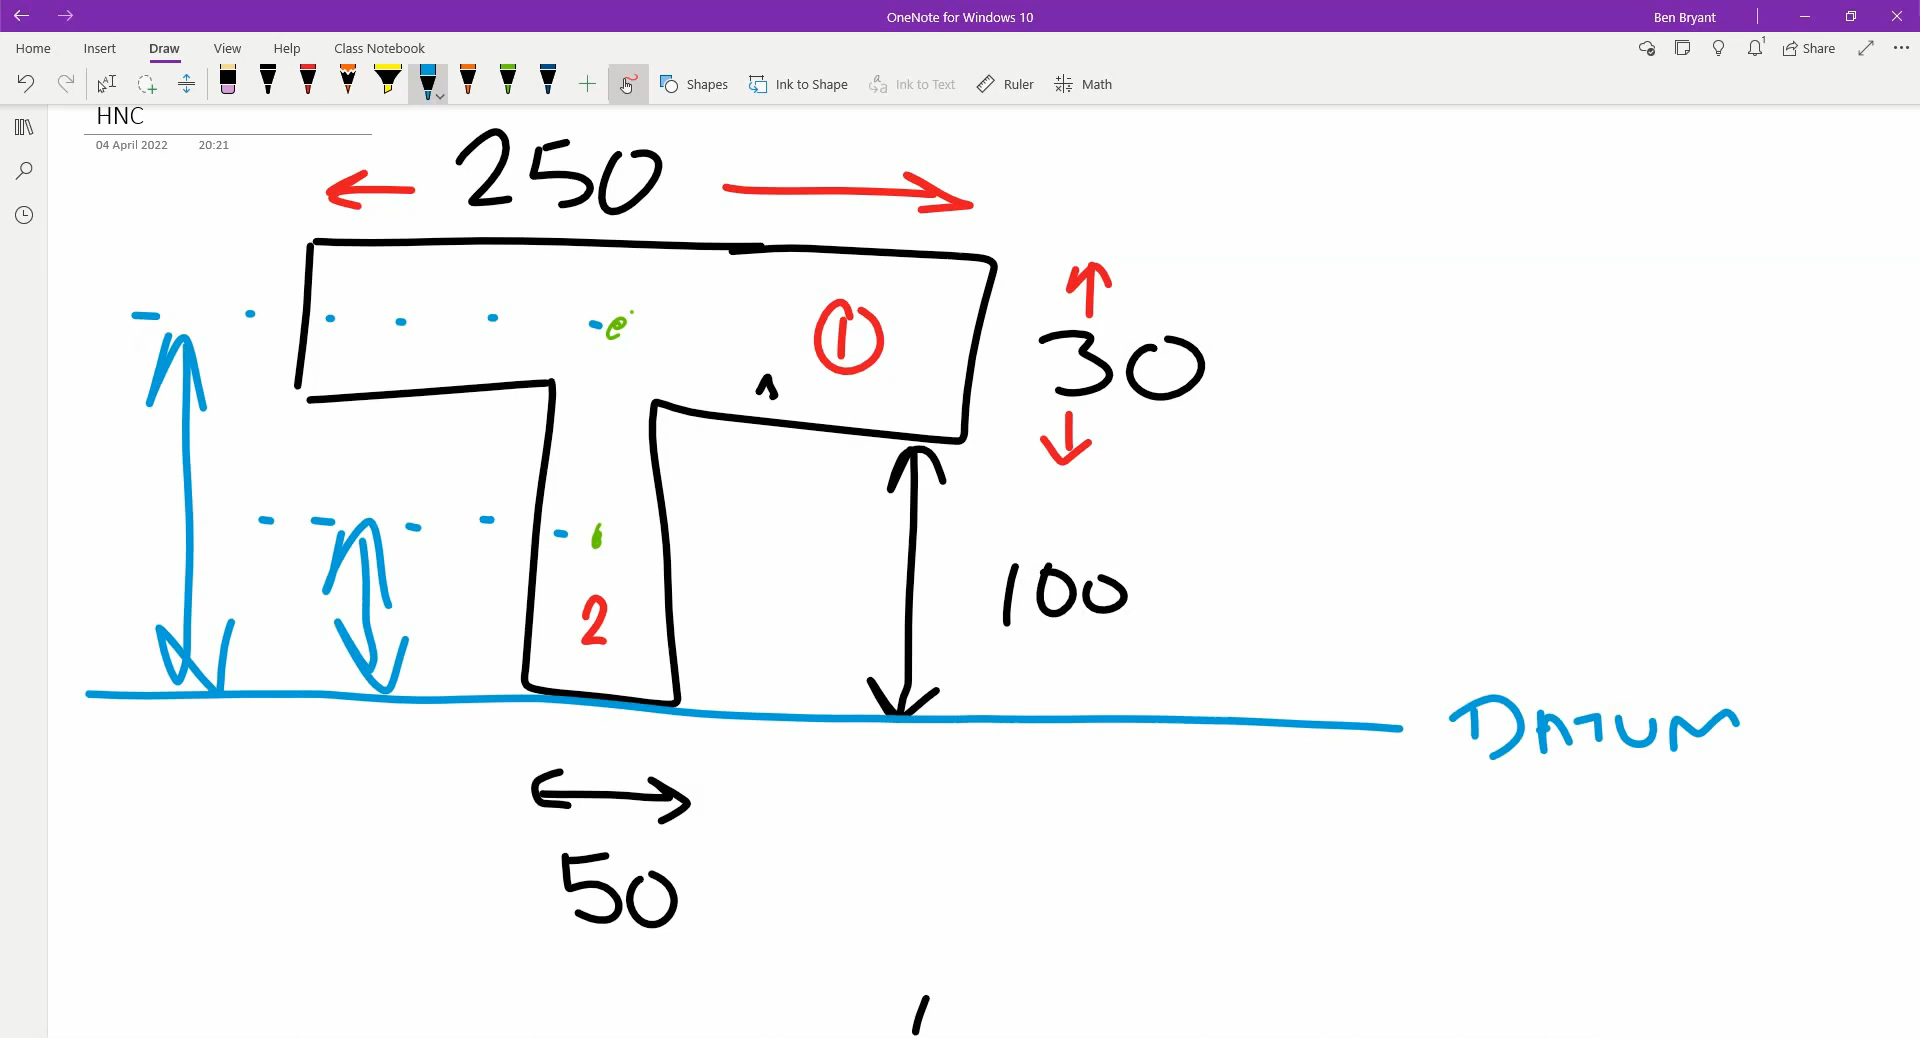 OneNote for Windows 10
Ben Bryant
Home Insert Draw View Help Class Notebook
1
Share
Shapes
Ink to Shape
Ink to Text
Ruler
Math
HNC
04 April 2022 20:21
250
1
30
100
2
DATUM
50